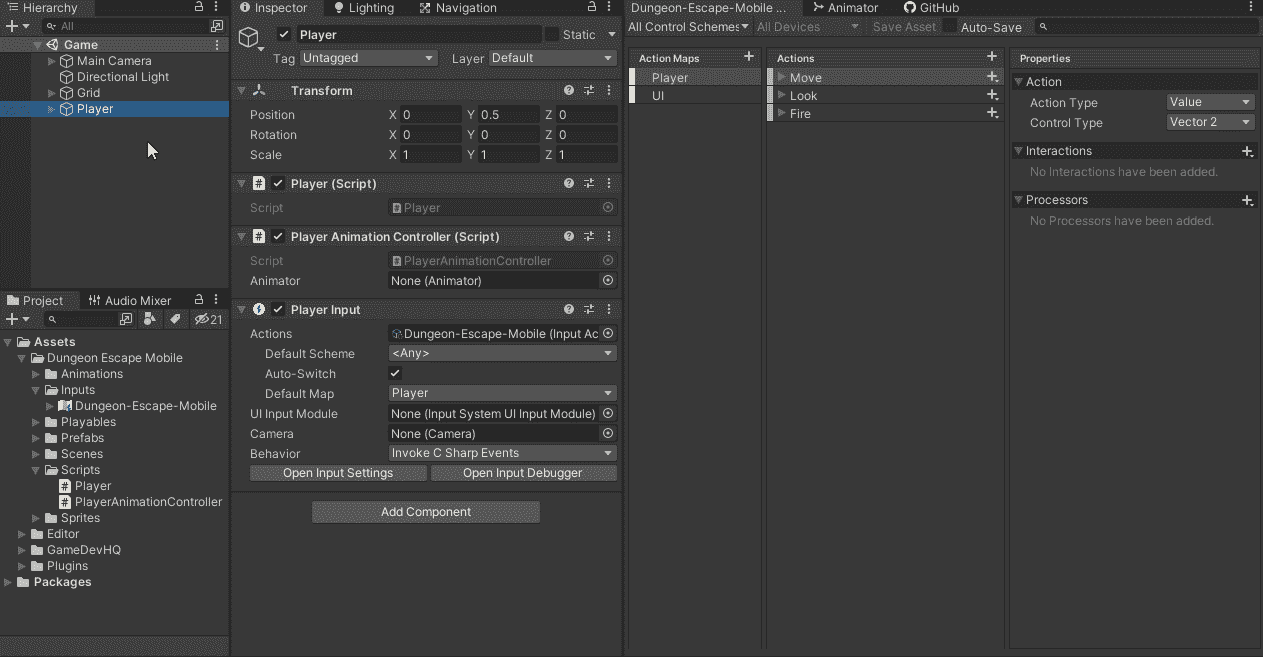 Hierarchy
All
Game
Main Camera
Directional Light
Grid
Player
Project
Audio Mixer
21
Assets
Dungeon Escape Mobile
Animations
Inputs
Dungeon-Escape-Mobile
Playables
Prefabs
Scenes
Scripts
Player
PlayerAnimationController
Sprites
Editor
GameDevHQ
Plugins
Packages
Inspector Lighting Navigation
Player Static
Tag Untagged Layer Default
Transform
Position X 0 Y 0.5 Z 0
Rotation X 0 Y 0 Z 0
Scale X 1 Y 1 Z 1
# Player (Script)
Script Player
# Player Animation Controller (Script)
Script PlayerAnimationController
Animator None (Animator)
Player Input
Actions Dungeon-Escape-Mobile (Input Ac
Default Scheme <Any>
Auto-Switch
Default Map Player
UI Input Module None (Input System UI Input Module)
Camera None (Camera)
Behavior Invoke C Sharp Events
Open Input Settings Open Input Debugger
Add Component
Dungeon-Escape-Mobile ... Animator GitHub
All Control Schemes All Devices Save Asset Auto-Save
Action Maps
Player
UI
Actions
Move
Look
Fire
Properties
Action
Action Type Value
Control Type Vector 2
Interactions
No Interactions have been added.
Processors
No Processors have been added.